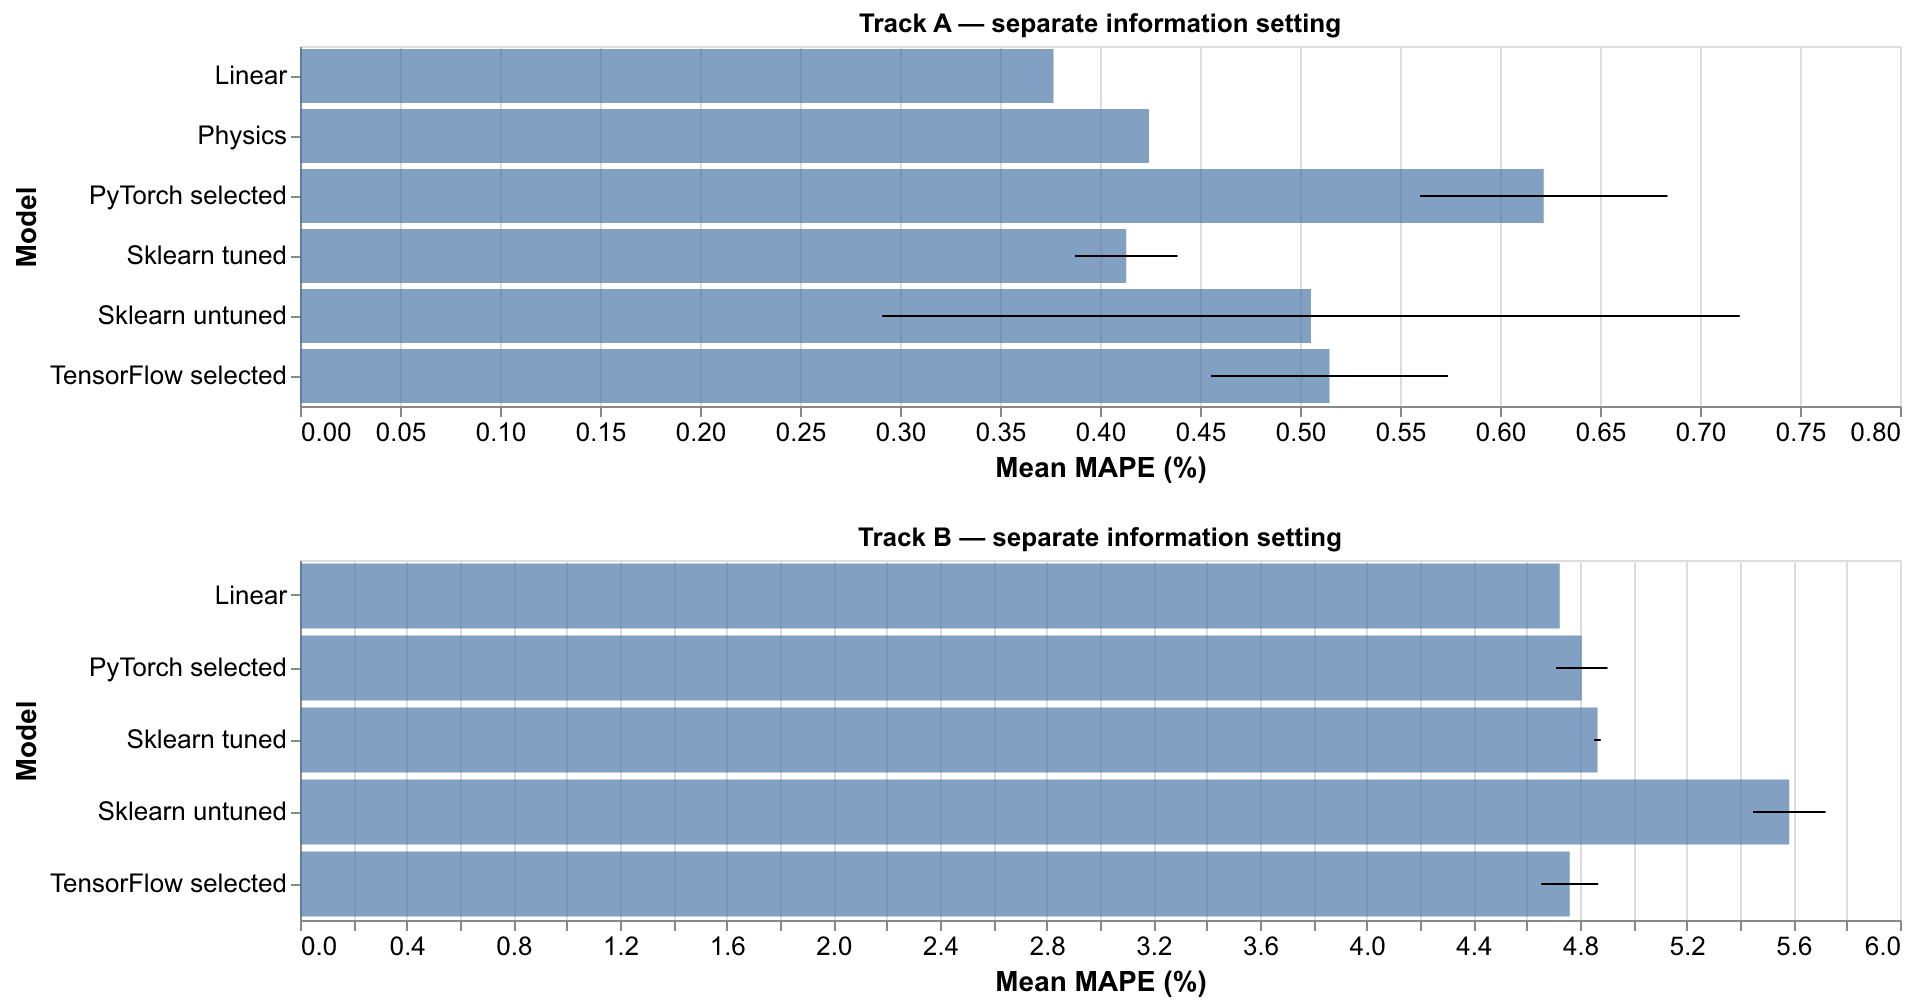 Track A — separate information setting
Model
Linear
Physics
PyTorch selected
Sklearn tuned
Sklearn untuned
TensorFlow selected
0.00 0.05 0.10 0.15 0.20 0.25 0.30 0.35 0.40 0.45 0.50 0.55 0.60 0.65 0.70 0.75 0.80
Mean MAPE (%)
Track B — separate information setting
Model
Linear
PyTorch selected
Sklearn tuned
Sklearn untuned
TensorFlow selected
0.0 0.4 0.8 1.2 1.6 2.0 2.4 2.8 3.2 3.6 4.0 4.4 4.8 5.2 5.6 6.0
Mean MAPE (%)